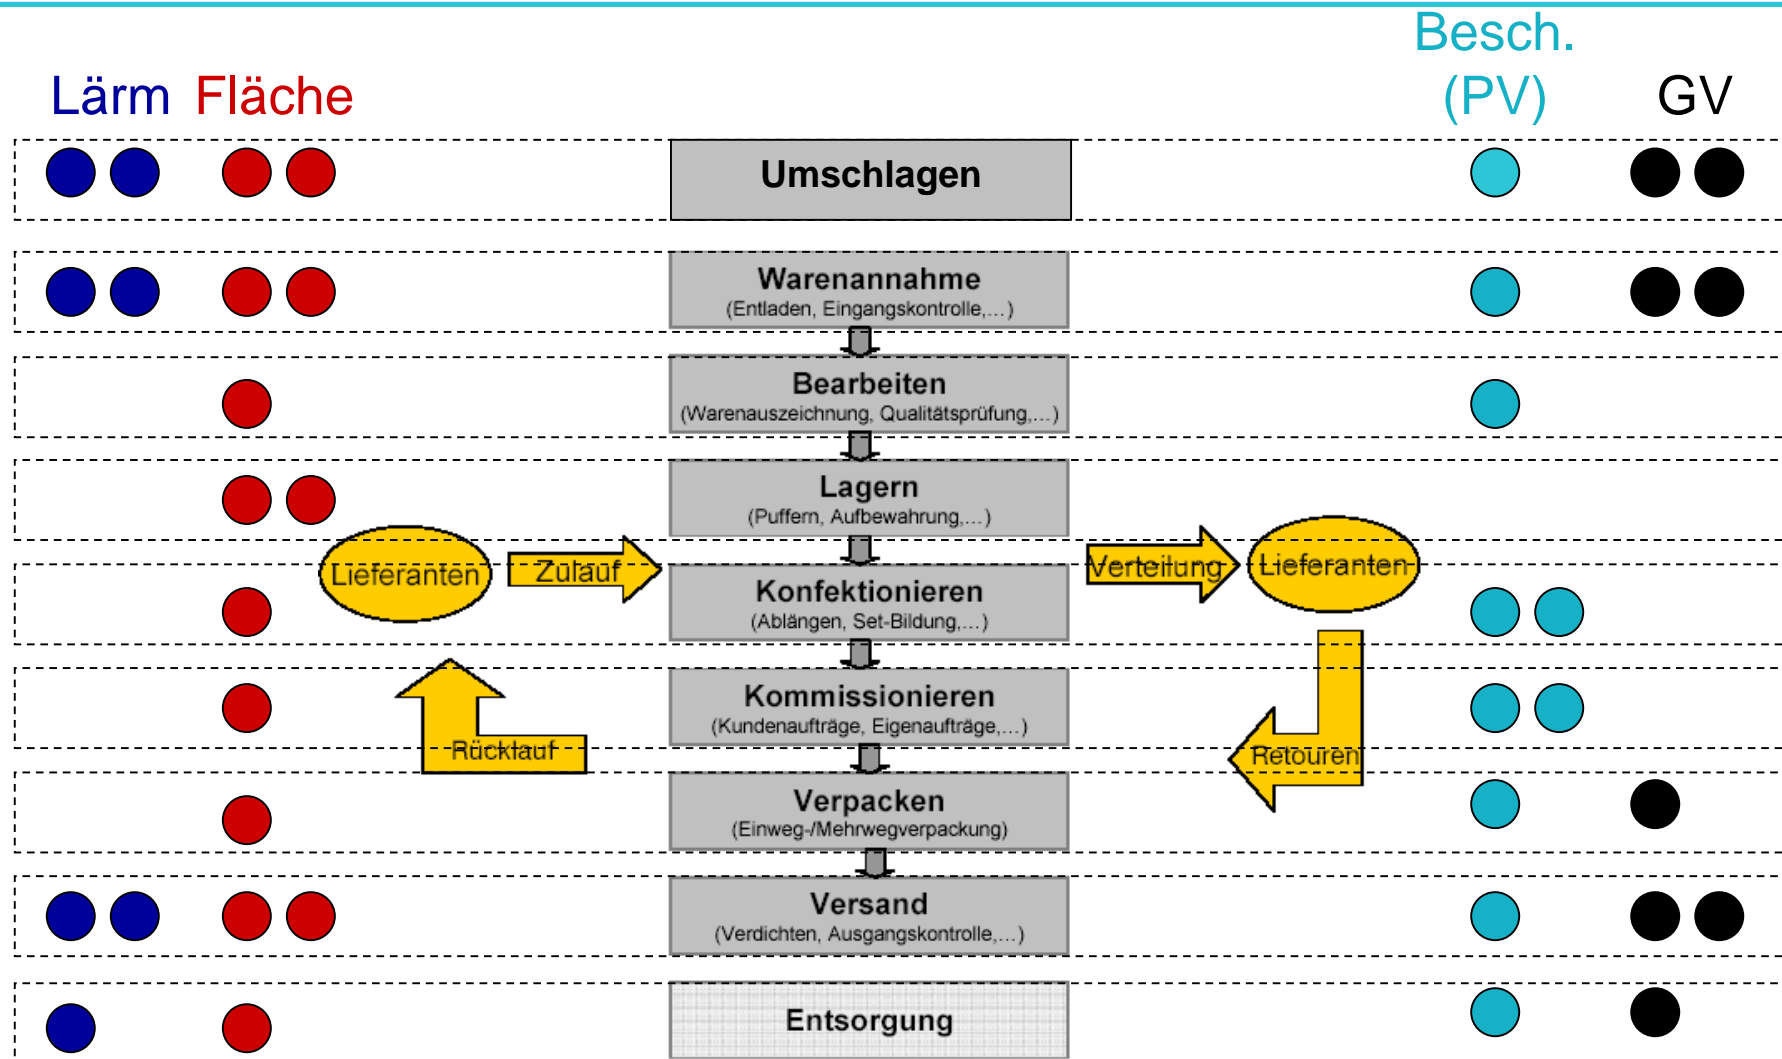 Besch.
Lärm Fläche (PV) GV
Umschlagen
Warenannahme
(Entladen, Eingangskontrolle,...)
Bearbeiten
(Warenauszeichnung, Qualitätsprüfung,...)
Lagern
(Puffern, Aufbewahrung,...)
Lieferanten Zulauf Verteilung Lieferanten
Konfektionieren
(Ablängen, Set-Bildung,...)
Kommissionieren
(Kundenaufträge, Eigenaufträge,...)
Rücklauf Retouren
Verpacken
(Einweg-/Mehrwegverpackung)
Versand
(Verdichten, Ausgangskontrolle,...)
Entsorgung